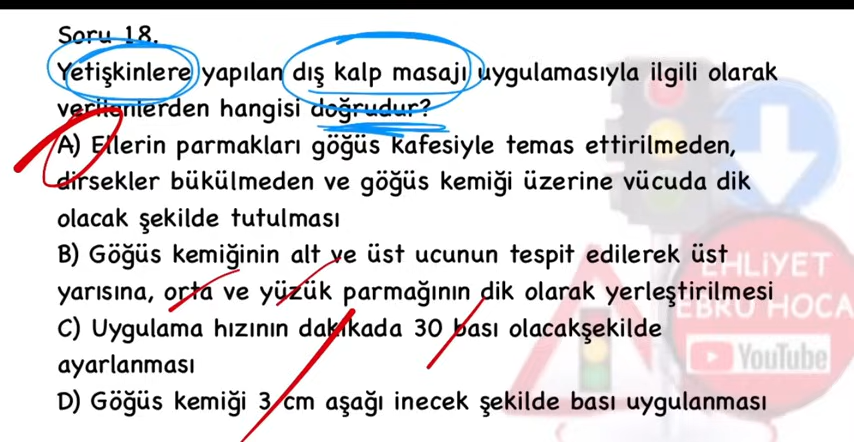 Soru 18.
Yetişkinlere yapılan dış kalp masajı uygulamasıyla ilgili olarak
verilenlerden hangisi doğrudur?
A) Ellerin parmakları göğüs kafesiyle temas ettirilmeden,
dirsekler bükülmeden ve göğüs kemiği üzerine vücuda dik
olacak şekilde tutulması
B) Göğüs kemiğinin alt ve üst ucunun tespit edilerek üst
yarısına, orta ve yüzük parmağının dik olarak yerleştirilmesi
C) Uygulama hızının dakikada 30 bası olacakşekilde
ayarlanması
D) Göğüs kemiği 3 cm aşağı inecek şekilde bası uygulanması
EHLİYET
EBRU HOCA
YouTube